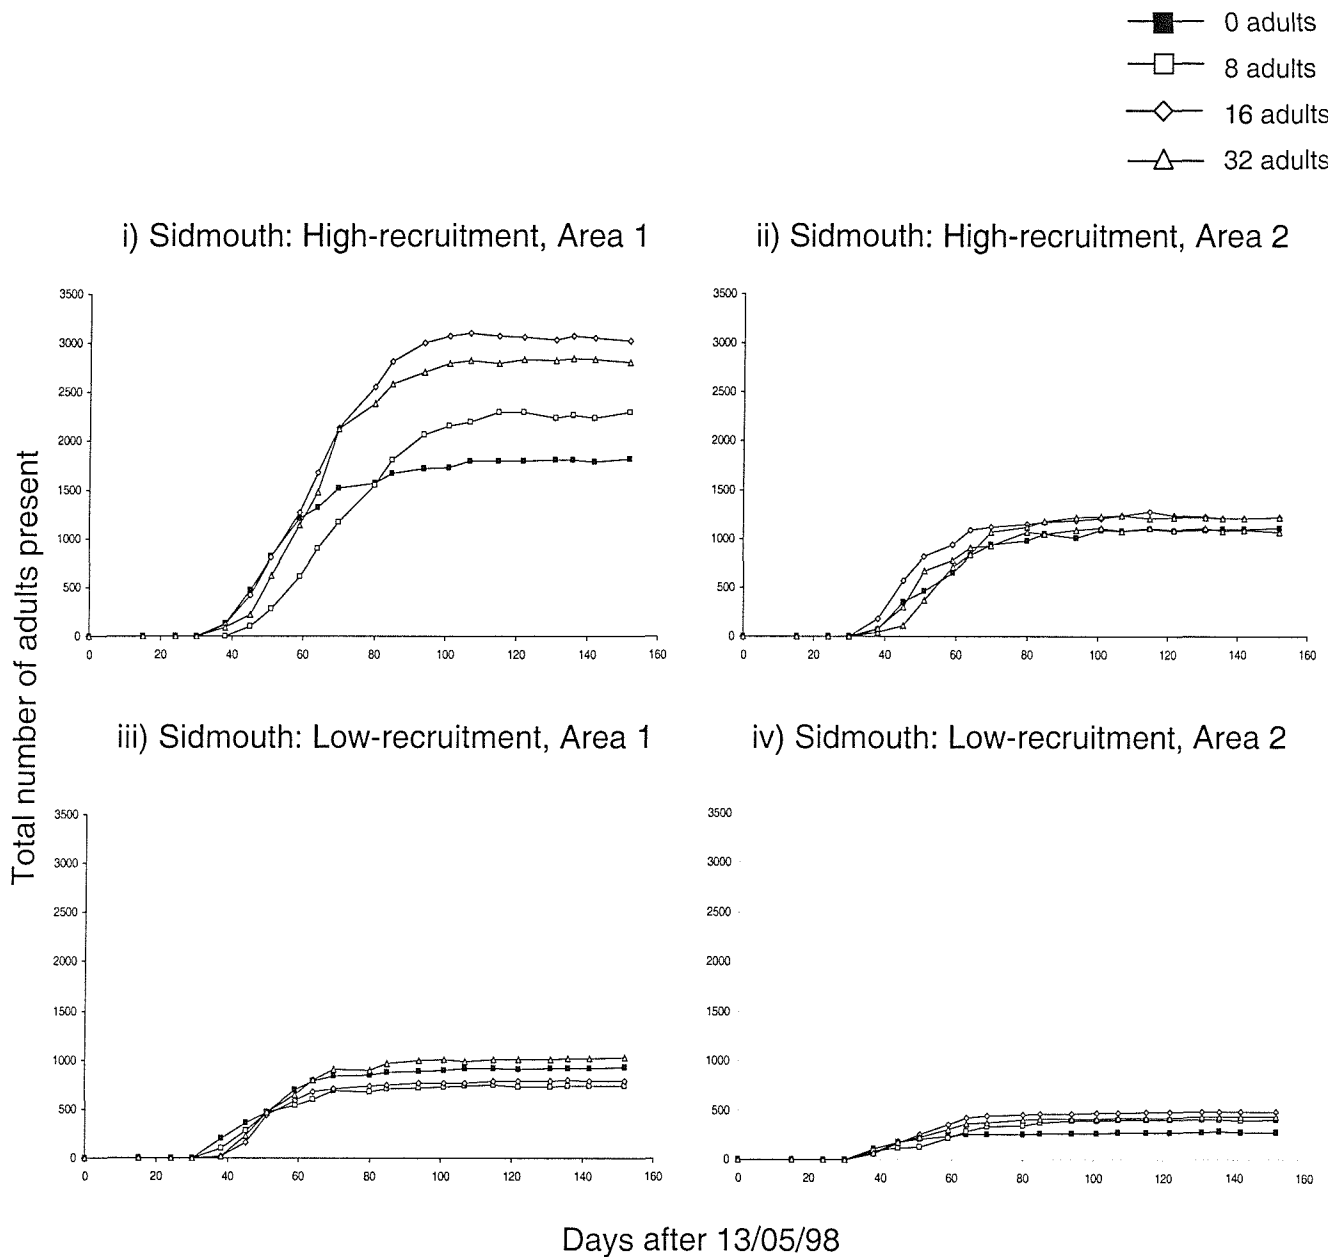 0 adults
8 adults
16 adults
32 adults
i) Sidmouth: High-recruitment, Area 1
ii) Sidmouth: High-recruitment, Area 2
3500
3000
2500
2000
1500
1000
500
0
0 20 40 60 80 100 120 140 160
3500
3000
2500
2000
1500
1000
500
0
0 20 40 60 80 100 120 140 160
Total number of adults present
iii) Sidmouth: Low-recruitment, Area 1
iv) Sidmouth: Low-recruitment, Area 2
3500
3000
2500
2000
1500
1000
500
0
0 20 40 60 80 100 120 140 160
3500
3000
2500
2000
1500
1000
500
0
0 20 40 60 80 100 120 140 160
Days after 13/05/98